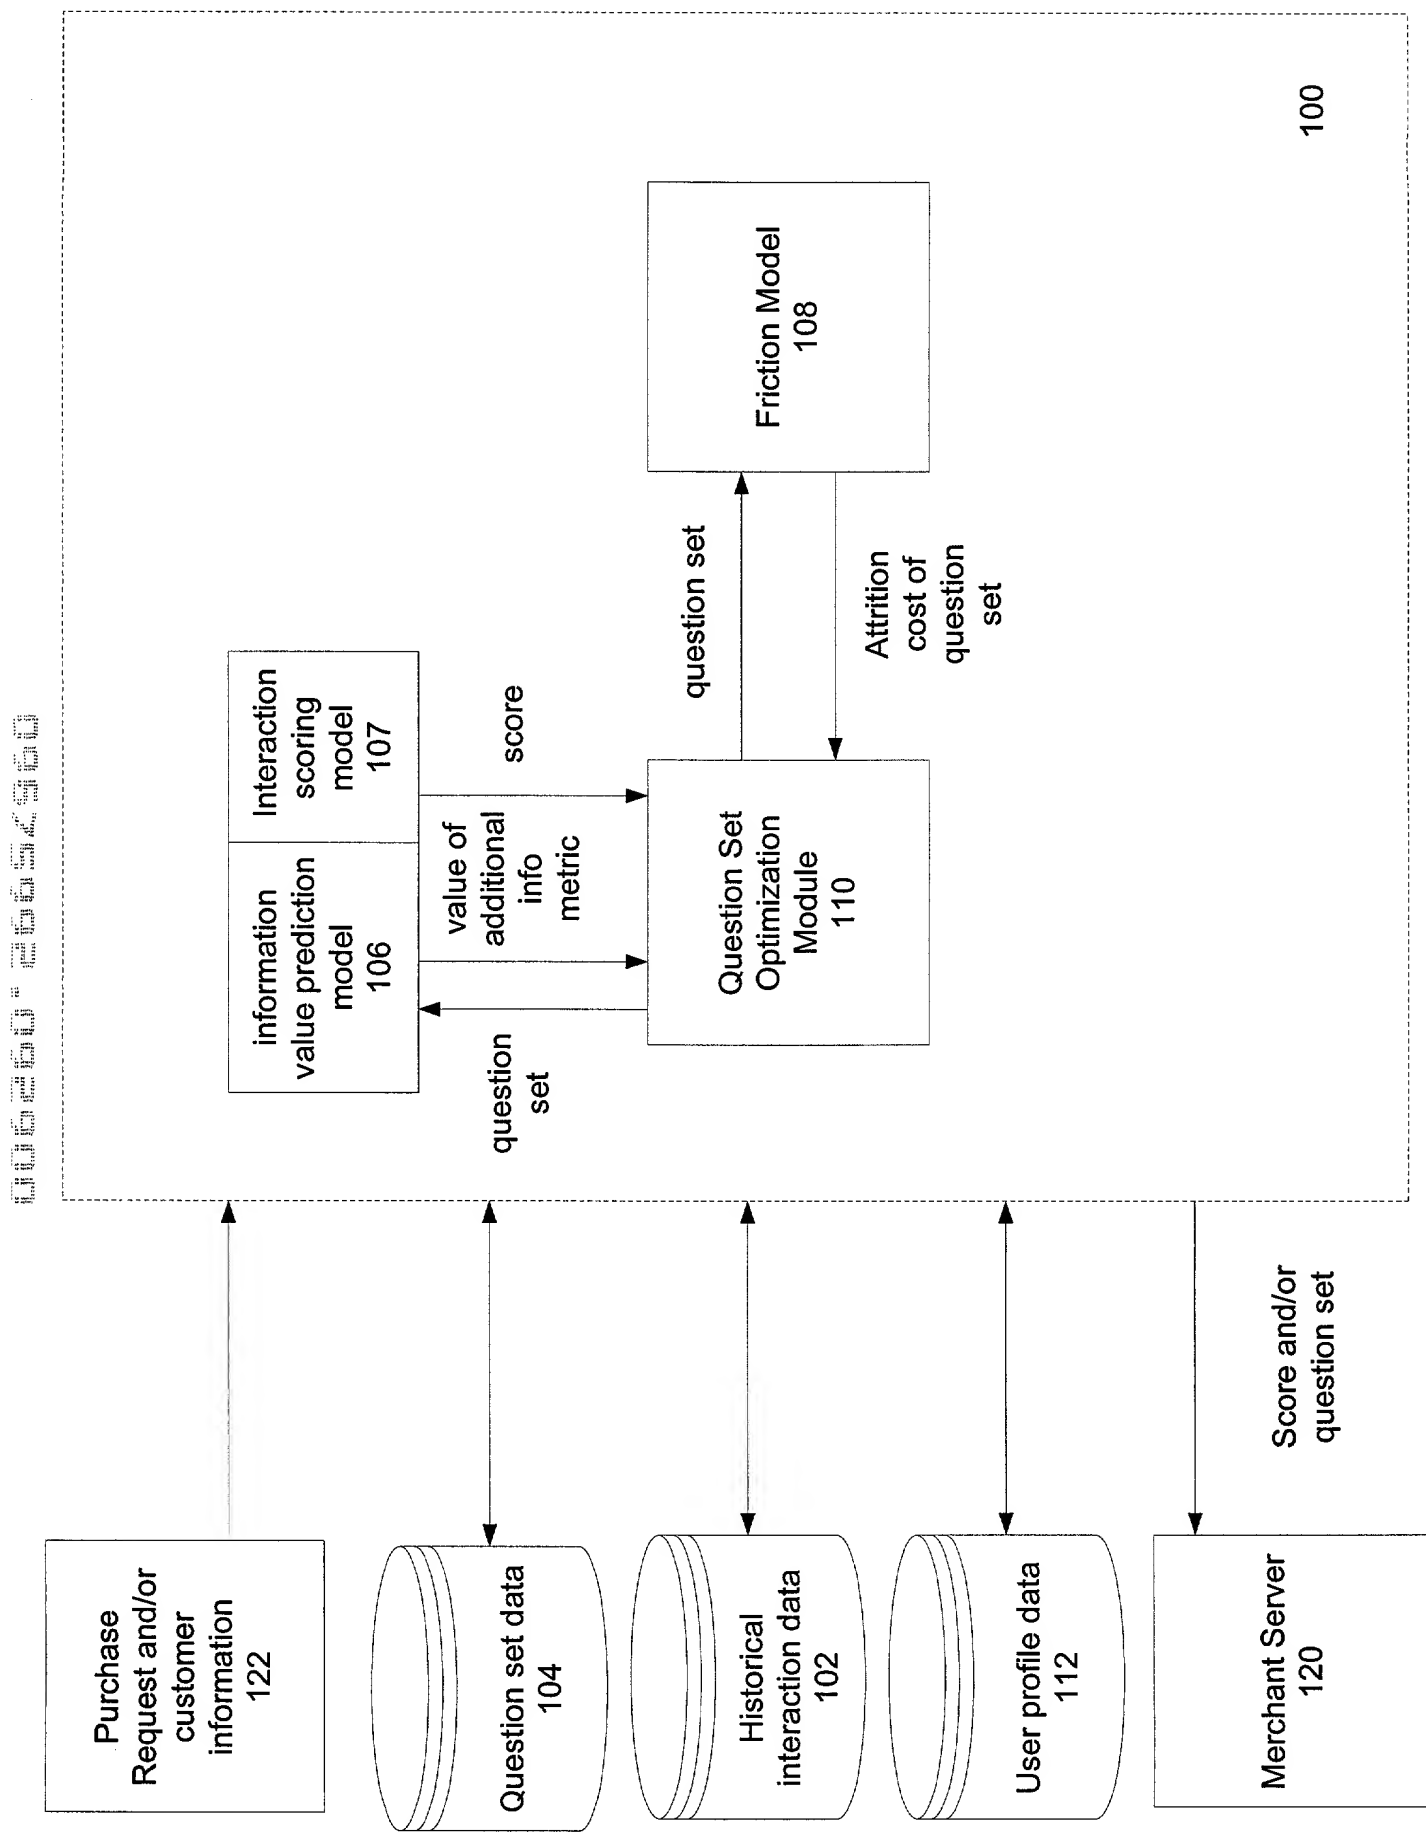 Purchase
Request and/or
customer
information
122
Question set data
104
Historical
interaction data
102
User profile data
112
Merchant Server
120
Score and/or
question set
information
value prediction
model
106
Interaction
scoring
model
107
question
set
value of
additional
info
metric
score
Question Set
Optimization
Module
110
question set
Attrition
cost of
question
set
Friction Model
108
100